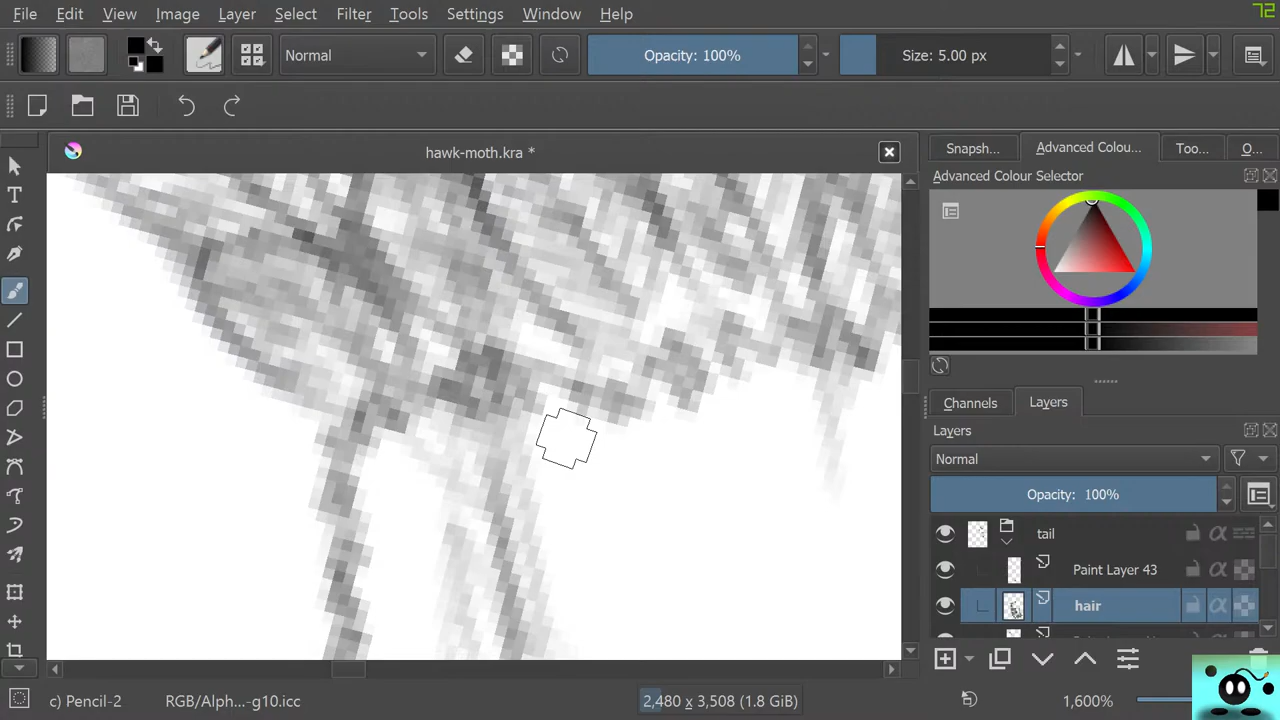 File Edit View Image Layer Select Filter Tools Settings Window Help
72
Normal Opacity: 100% Size: 5.00 px
hawk-moth.kra *
Snapsh... Advanced Colou... Too... O...
Advanced Colour Selector
Channels Layers
Layers
Normal
Opacity: 100%
tail
Paint Layer 43
hair
c) Pencil-2 RGB/Alph...-g10.icc 2,480 x 3,508 (1.8 GiB) 1,600%